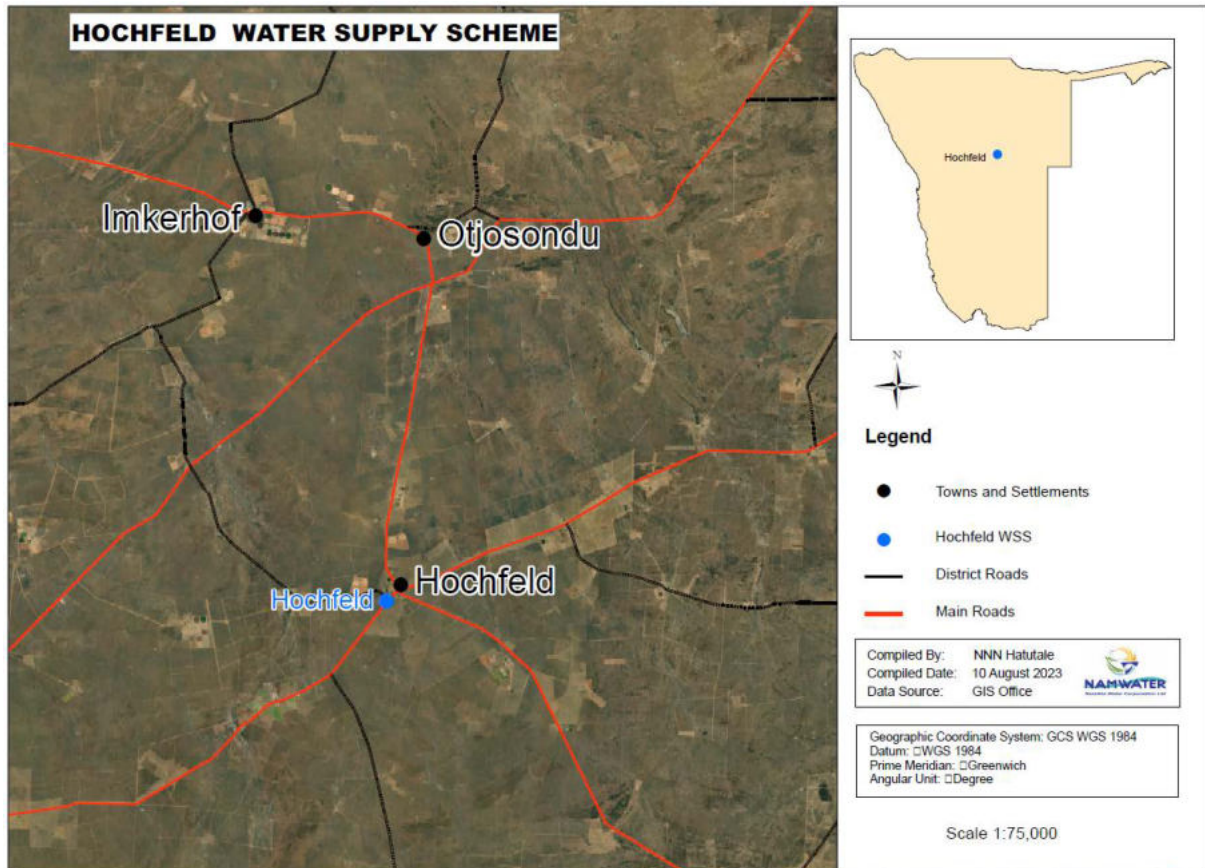 HOCHFELD WATER SUPPLY SCHEME
Imkerhof
Otjosondu
Hochfeld
Hochfeld
Hochfeld
N
Legend
Towns and Settlements
Hochfeld WSS
District Roads
Main Roads
Compiled By: NNN Hatutale
Compiled Date: 10 August 2023
Data Source: GIS Office
NAMWATER
Geographic Coordinate System: GCS WGS 1984
Datum: □WGS 1984
Prime Meridian: □Greenwich
Angular Unit: □Degree
Scale 1:75,000